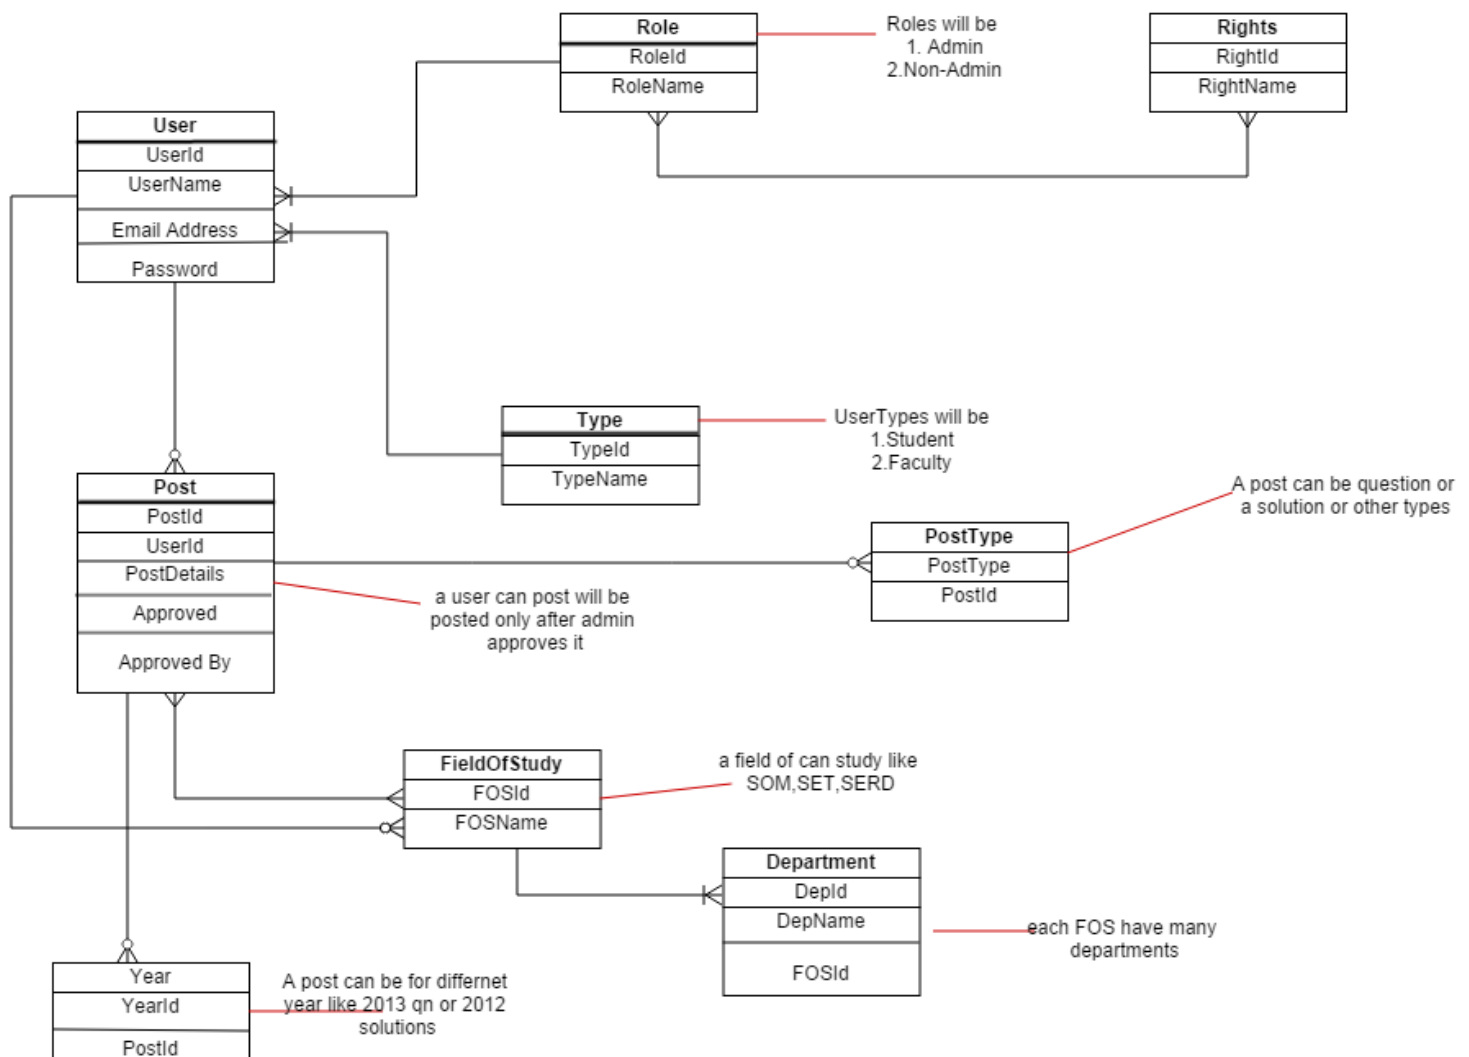 Role
RoleId
RoleName
Roles will be
1. Admin
2.Non-Admin
Rights
RightId
RightName
User
UserId
UserName
Email Address
Password
Type
TypeId
TypeName
UserTypes will be
1.Student
2.Faculty
Post
PostId
UserId
PostDetails
Approved
Approved By
a user can post will be
posted only after admin
approves it
PostType
PostType
PostId
A post can be question or
a solution or other types
FieldOfStudy
FOSId
FOSName
a field of can study like
SOM,SET,SERD
Department
DepId
DepName
FOSId
each FOS have many
departments
Year
YearId
PostId
A post can be for differnet
year like 2013 qn or 2012
solutions